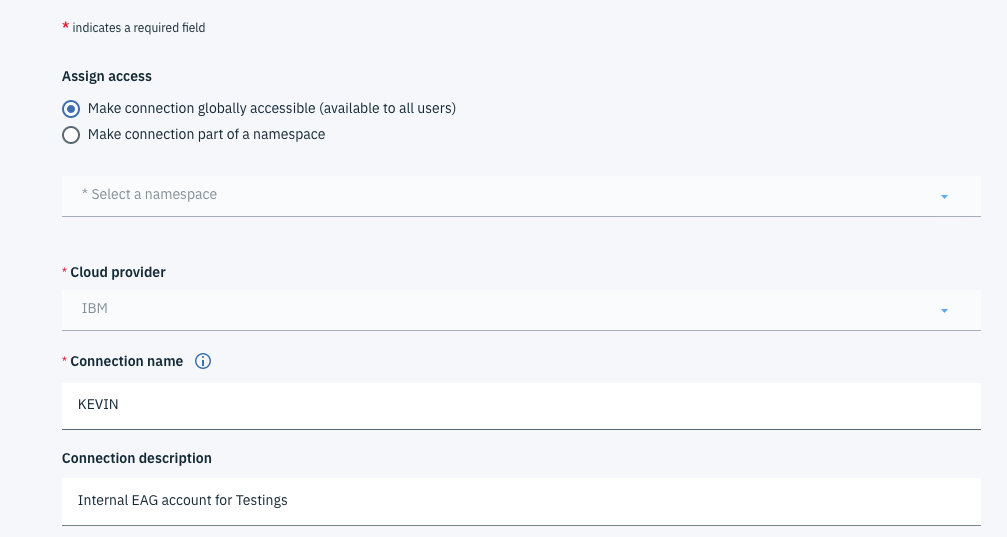 * indicates a required field
Assign access
Make connection globally accessible (available to all users)
Make connection part of a namespace
* Select a namespace
* Cloud provider
IBM
* Connection name
KEVIN
Connection description
Internal EAG account for Testings